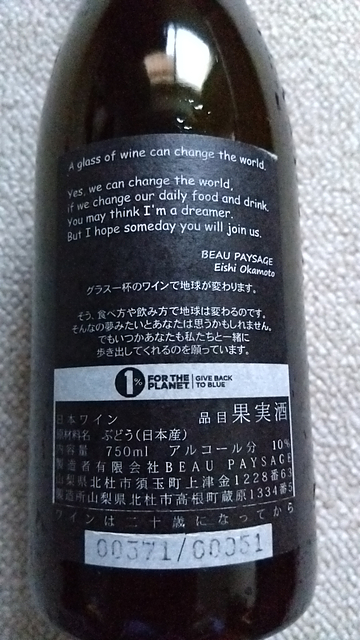 A glass of wine can change the world.
Yes, we can change the world,
if we change our daily food and drink.
You may think I'm a dreamer.
But I hope someday you will join us.
BEAU PAYSAGE
Eishi Okamoto
グラス一杯のワインで地球が変わります。
そう、食べ方や飲み方で地球は変わるのです。
そんなの夢みたいとあなたは思うかもしれません。
でもいつかあなたも私たちと一緒に
歩き出してくれるのを願っています。
1% FOR THE PLANET GIVE BACK TO BLUE
日本ワイン 品目 果実酒
原材料名 ぶどう(日本産)
内容量 750ml アルコール分 10%
製造者有限会社BEAU PAYSAGE
山梨県北杜市須玉町上津金1228番63
製造所山梨県北杜市高根町蔵原1334番5
ワインは二十歳になってから
00371/00351